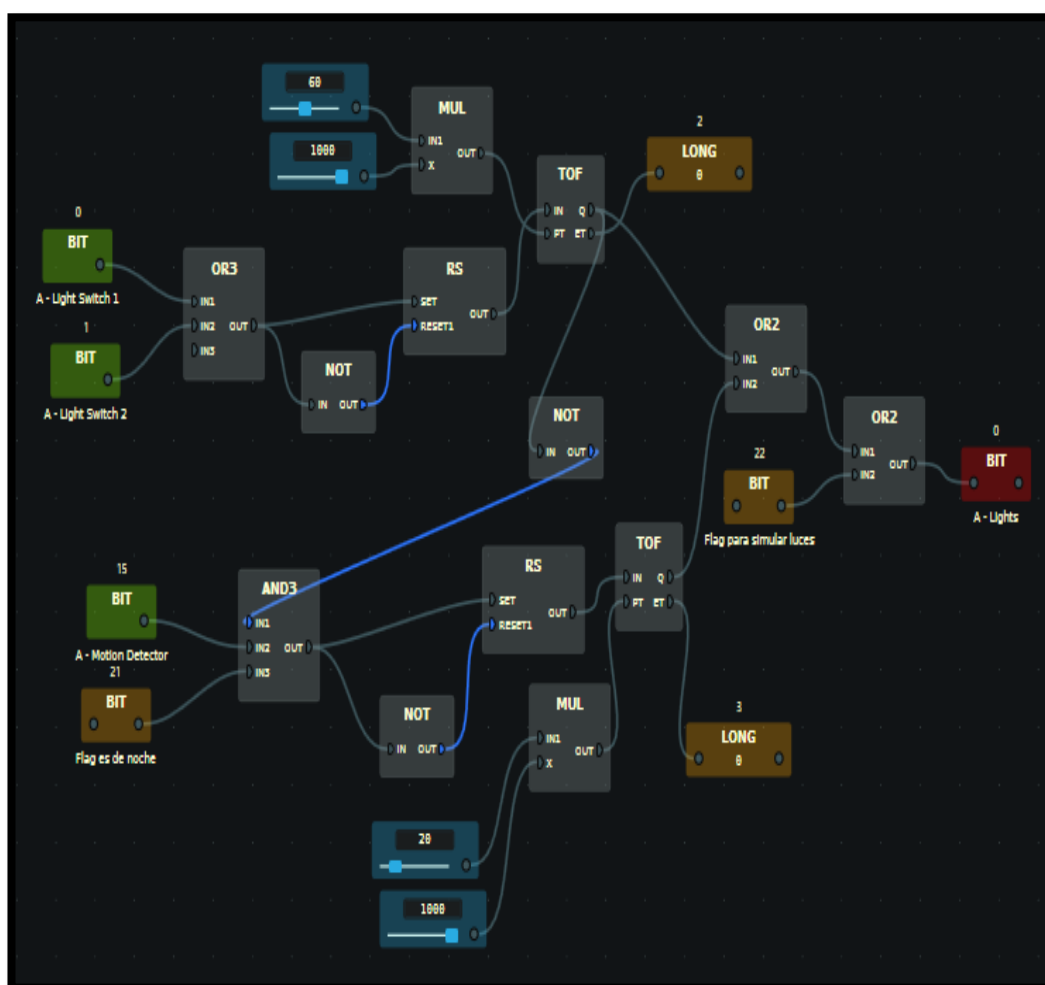 60
MUL
IN1
OUT
X
1000
2
LONG
0
TOF
IN Q
PT ET
0
BIT
A - Light Switch 1
OR3
IN1
IN2 OUT
IN3
RS
SET
OUT
RESET1
1
BIT
A - Light Switch 2
NOT
IN OUT
OR2
IN1
OUT
IN2
NOT
IN OUT
OR2
IN1
OUT
IN2
0
BIT
A - Lights
22
BIT
Flag para simular luces
TOF
IN Q
PT ET
RS
SET
OUT
RESET1
15
BIT
A - Motion Detector
AND3
IN1
IN2 OUT
IN3
21
BIT
Flag es de noche
NOT
IN OUT
MUL
IN1
OUT
X
3
LONG
0
20
1000